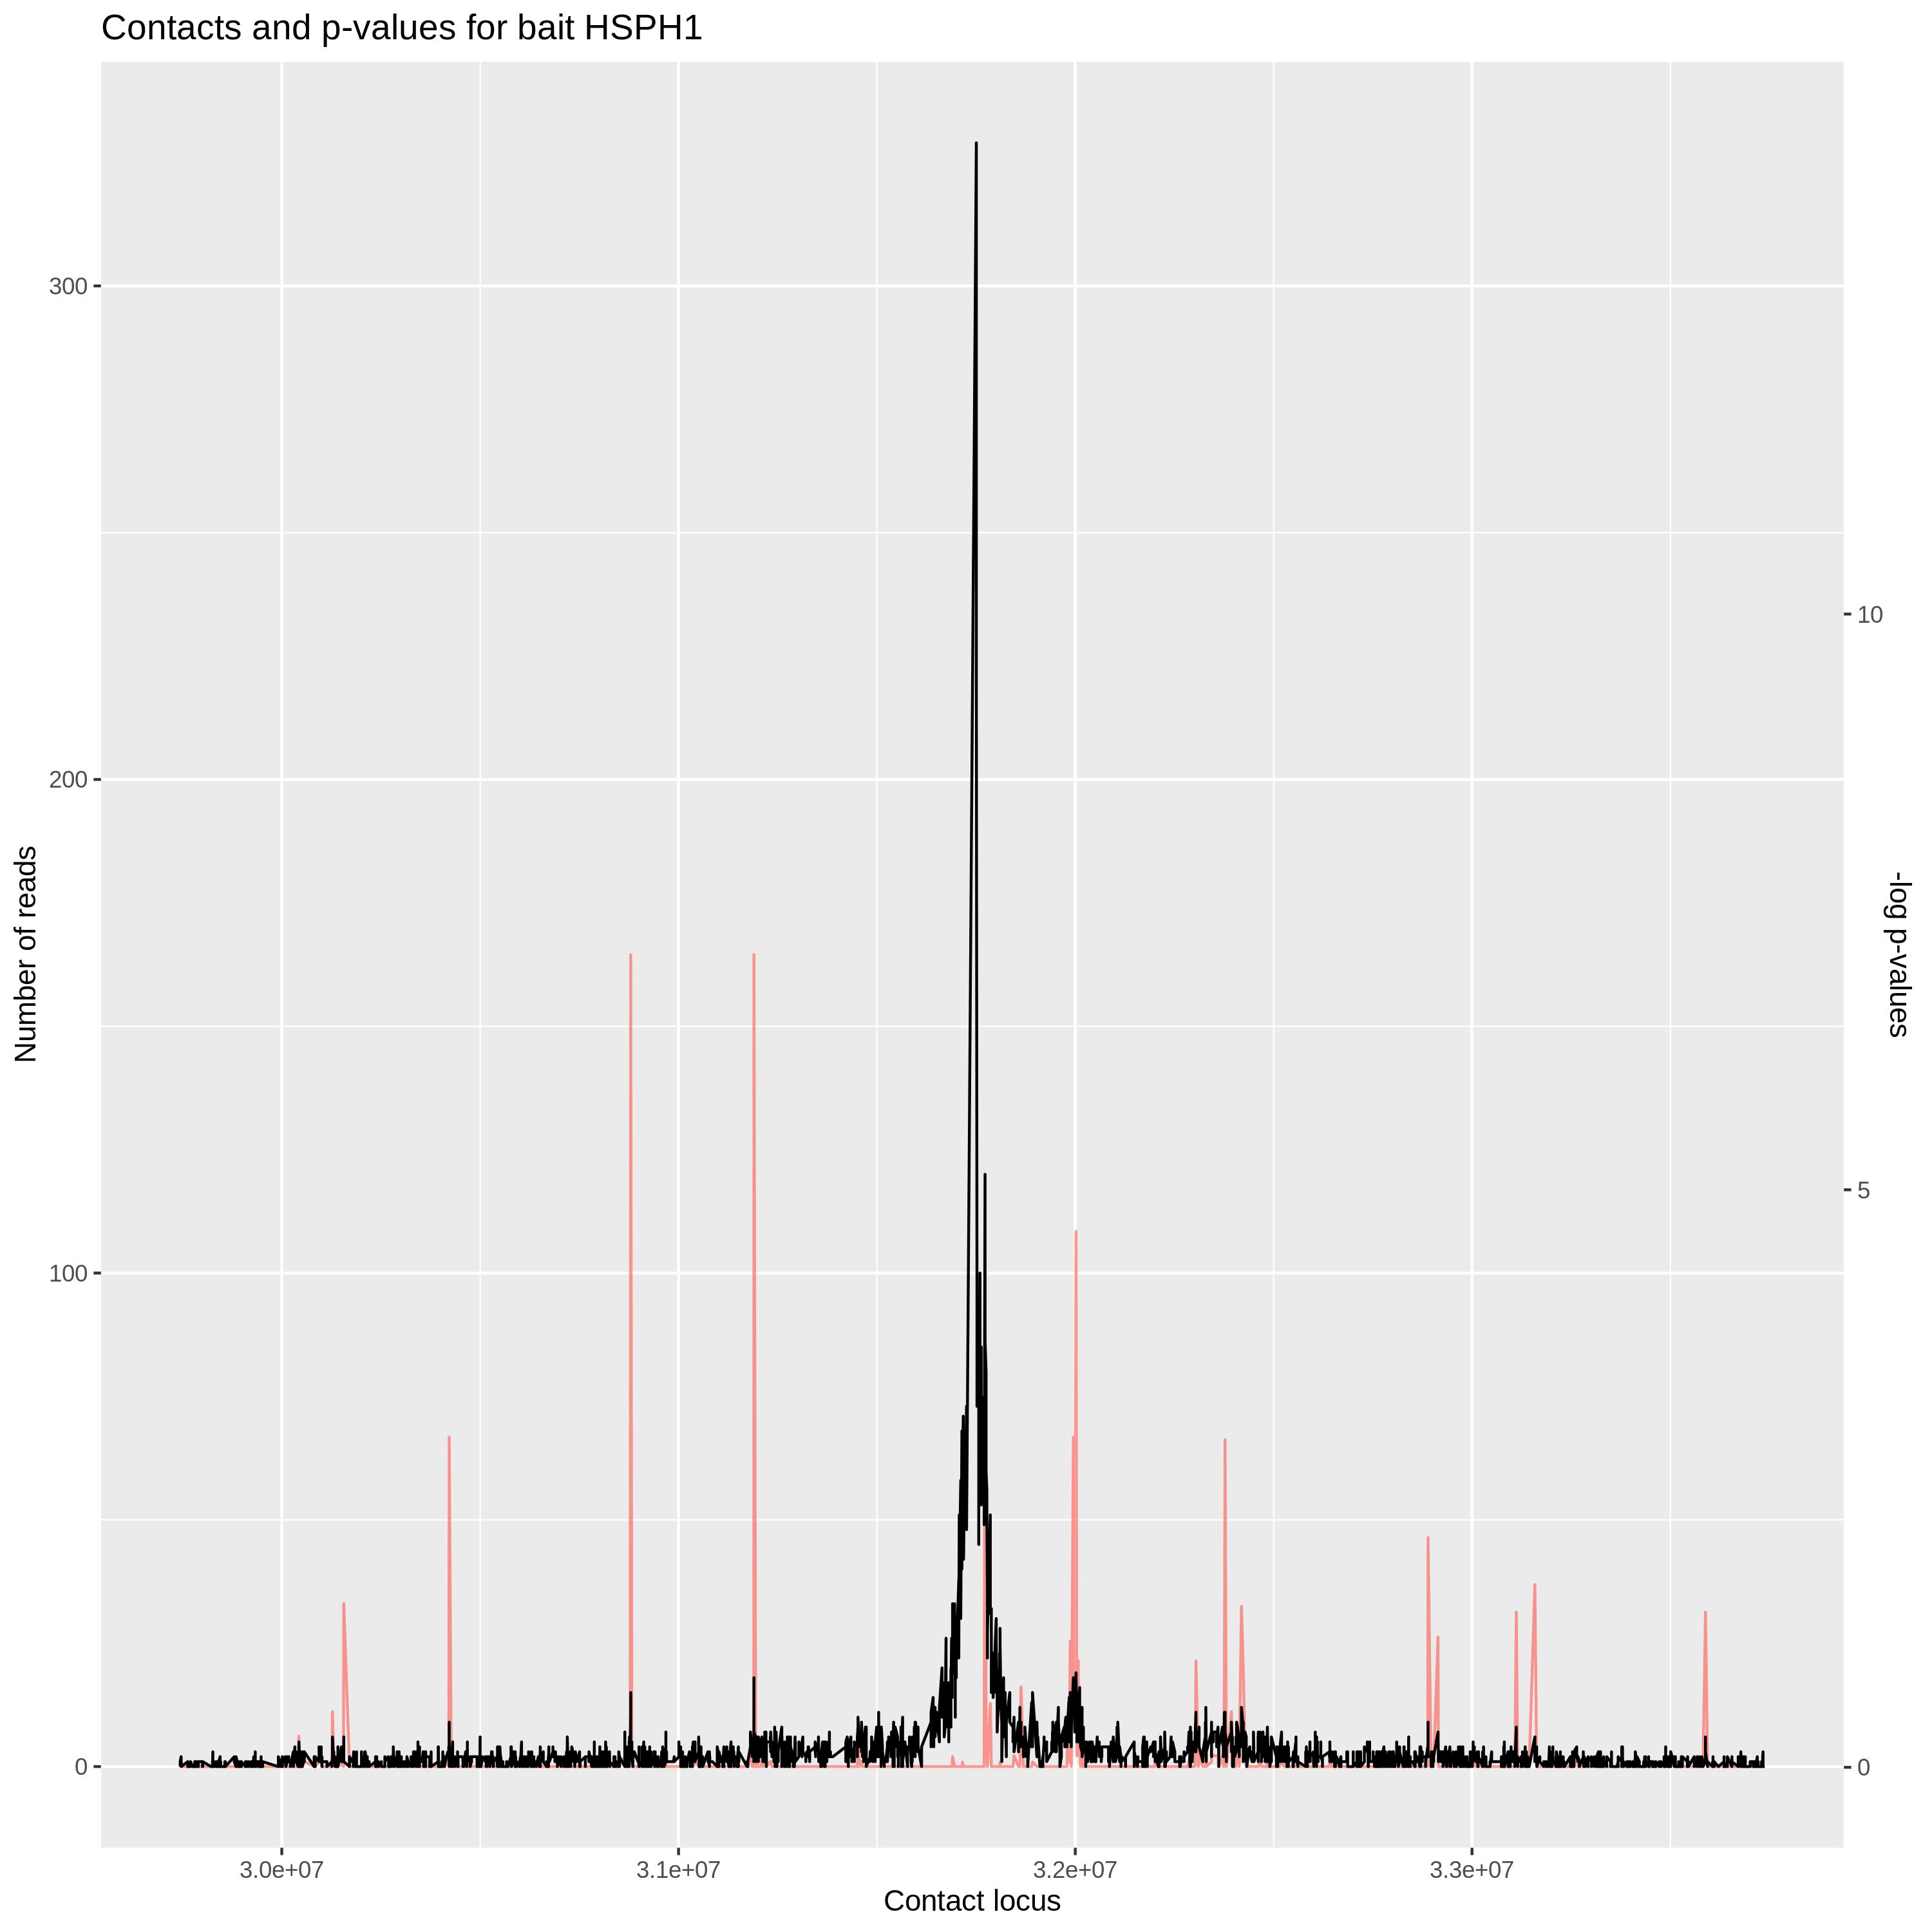 Contacts and p-values for bait HSPH1
300
200
100
0
Number of reads
10
5
0
-log p-values
3.0e+07
3.1e+07
3.2e+07
3.3e+07
Contact locus